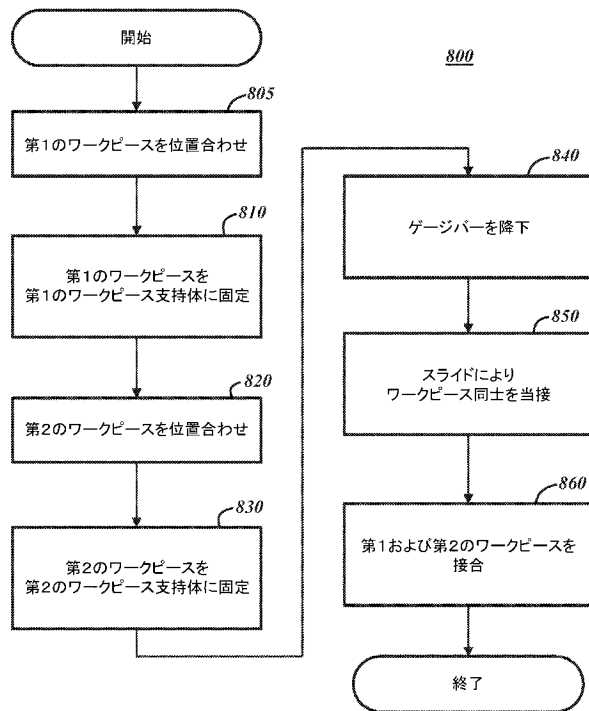 開始
800
805
第1のワークピースを位置合わせ
810
第1のワークピースを
第1のワークピース支持体に固定
820
第2のワークピースを位置合わせ
830
第2のワークピースを
第2のワークピース支持体に固定
840
ゲージバーを降下
850
スライドにより
ワークピース同士を当接
860
第1および第2のワークピースを
接合
終了